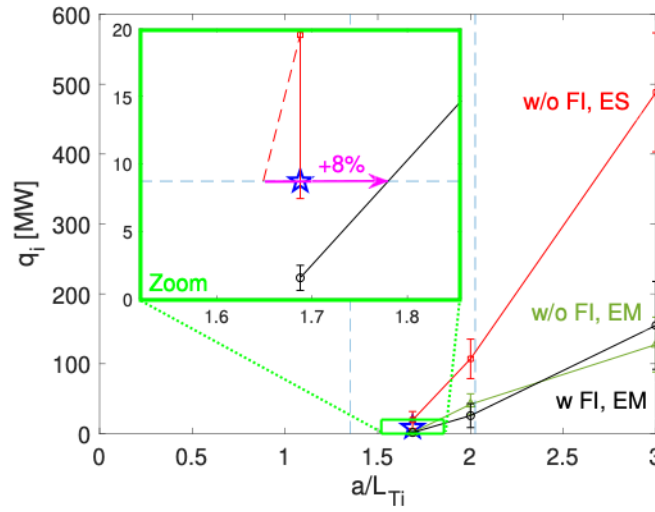 600
500
400
300
200
100
0
q_i [MW]
20
15
10
5
0
+8%
Zoom
1.6 1.7 1.8
w/o FI, ES
w/o FI, EM
w FI, EM
0 0.5 1 1.5 2 2.5 3
a/L_Ti